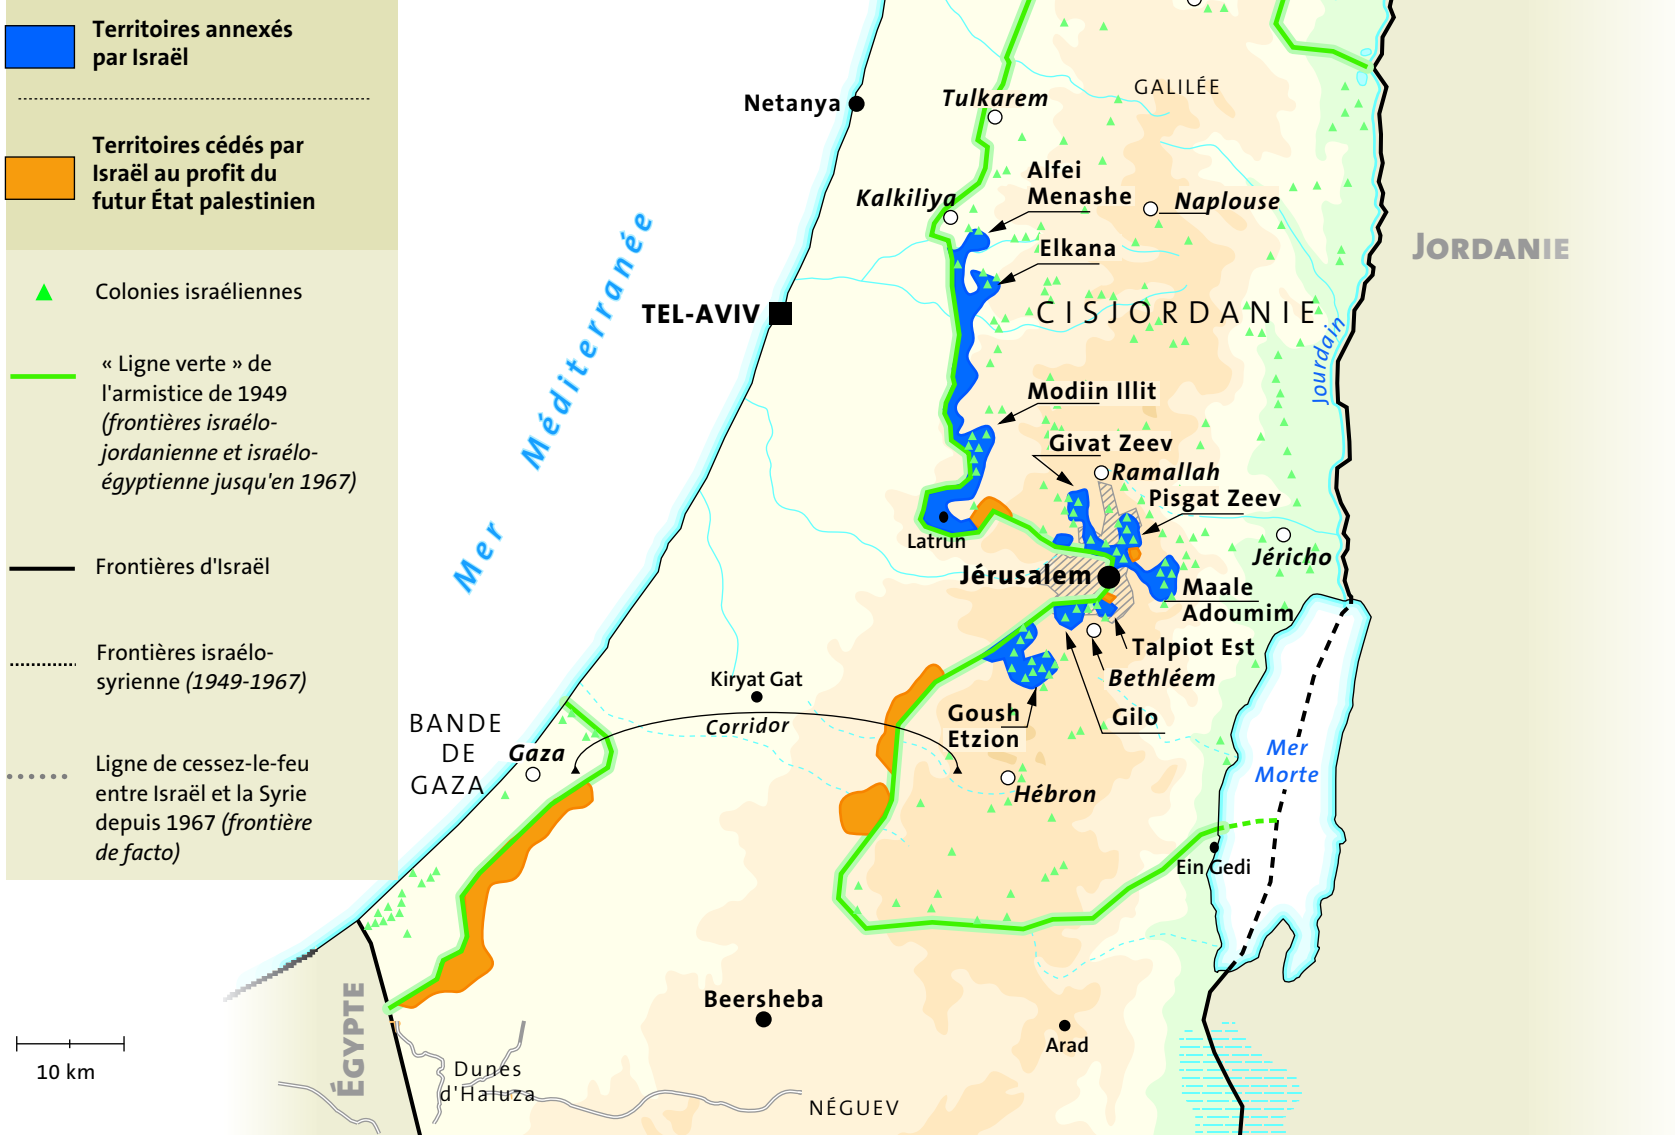 Territoires annexés
par Israël
Territoires cédés par
Israël au profit du
futur État palestinien
Colonies israéliennes
« Ligne verte » de
l'armistice de 1949
(frontières israélo-
jordanienne et israélo-
égyptienne jusqu'en 1967)
Frontières d'Israël
Frontières israélo-
syrienne (1949-1967)
Ligne de cessez-le-feu
entre Israël et la Syrie
depuis 1967 (frontière
de facto)
10 km
Mer Méditerranée
Netanya
Tulkarem
GALILÉE
Alfei
Menashe
Kalkiliya
Naplouse
Elkana
JORDANIE
TEL-AVIV
CISJORDANIE
Jourdain
Modiin Illit
Givat Zeev
Ramallah
Pisgat Zeev
Latrun
Jéricho
Jérusalem
Maale
Adoumim
Talpiot Est
Bethléem
Kiryat Gat
Corridor
Goush
Etzion
Gilo
BANDE
DE
GAZA
Gaza
Mer
Morte
Hébron
Ein Gedi
Beersheba
Arad
ÉGYPTE
Dunes
d'Haluza
NÉGUEV